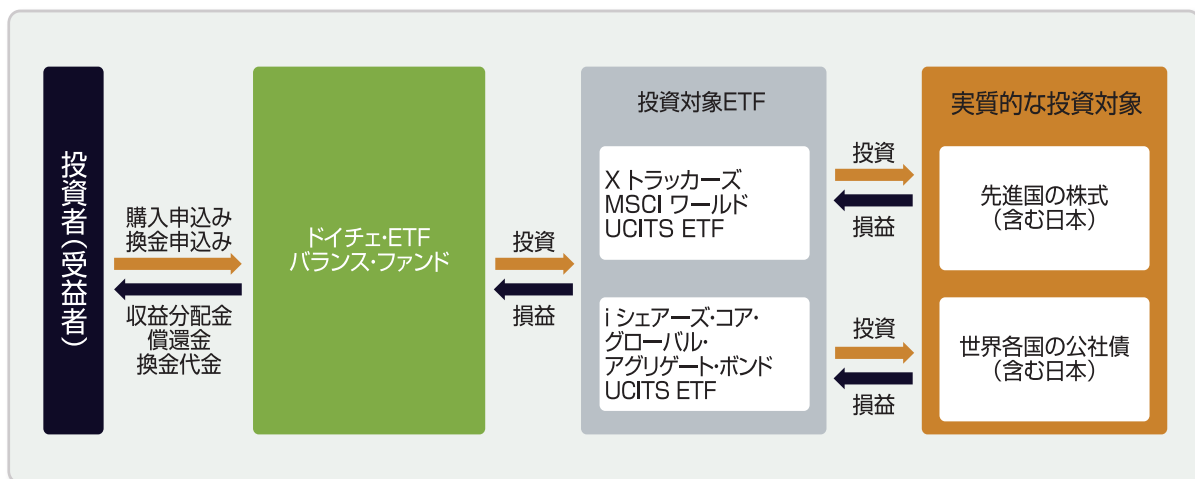 投資者(受益者)
購入申込み
換金申込み
収益分配金
償還金
換金代金
ドイチェ・ETF
バランス・ファンド
投資
損益
投資対象ETF
X トラッカーズ
MSCI ワールド
UCITS ETF
i シェアーズ・コア・
グローバル・
アグリゲート・ボンド
UCITS ETF
投資
損益
投資
損益
実質的な投資対象
先進国の株式
(含む日本)
世界各国の公社債
(含む日本)